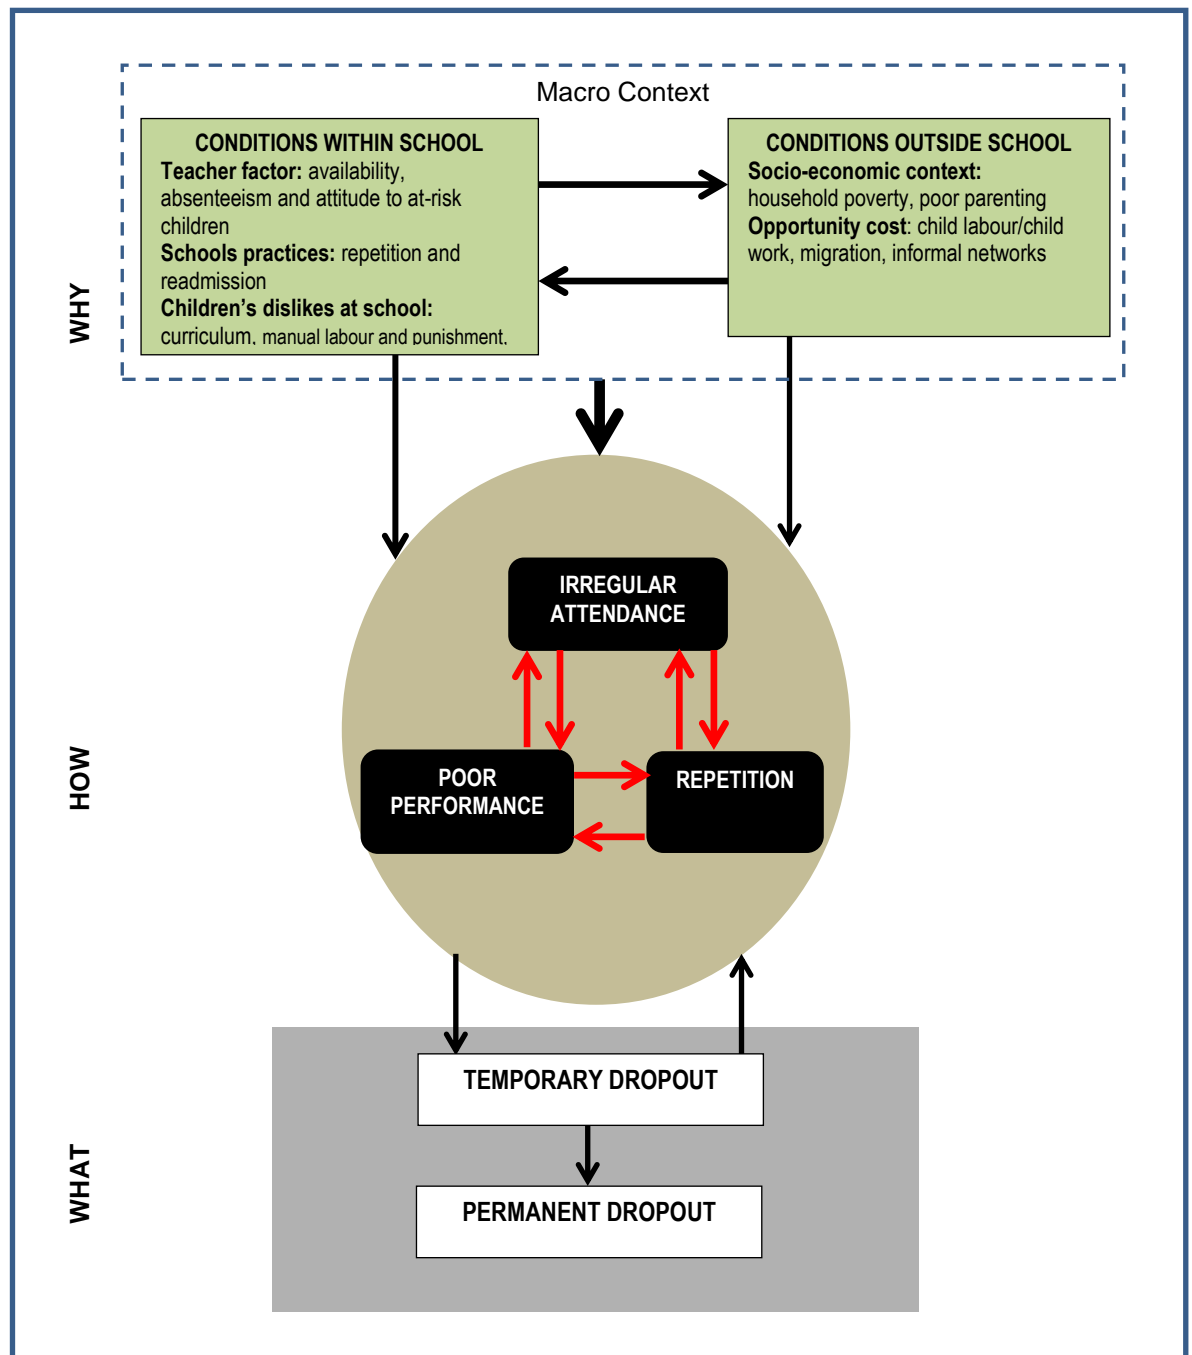 Macro Context
CONDITIONS WITHIN SCHOOL
Teacher factor: availability,
absenteeism and attitude to at-risk
children
Schools practices: repetition and
readmission
Children’s dislikes at school:
curriculum, manual labour and punishment,
CONDITIONS OUTSIDE SCHOOL
Socio-economic context:
household poverty, poor parenting
Opportunity cost: child labour/child
work, migration, informal networks
WHY
IRREGULAR
ATTENDANCE
HOW
POOR
PERFORMANCE
REPETITION
TEMPORARY DROPOUT
WHAT
PERMANENT DROPOUT